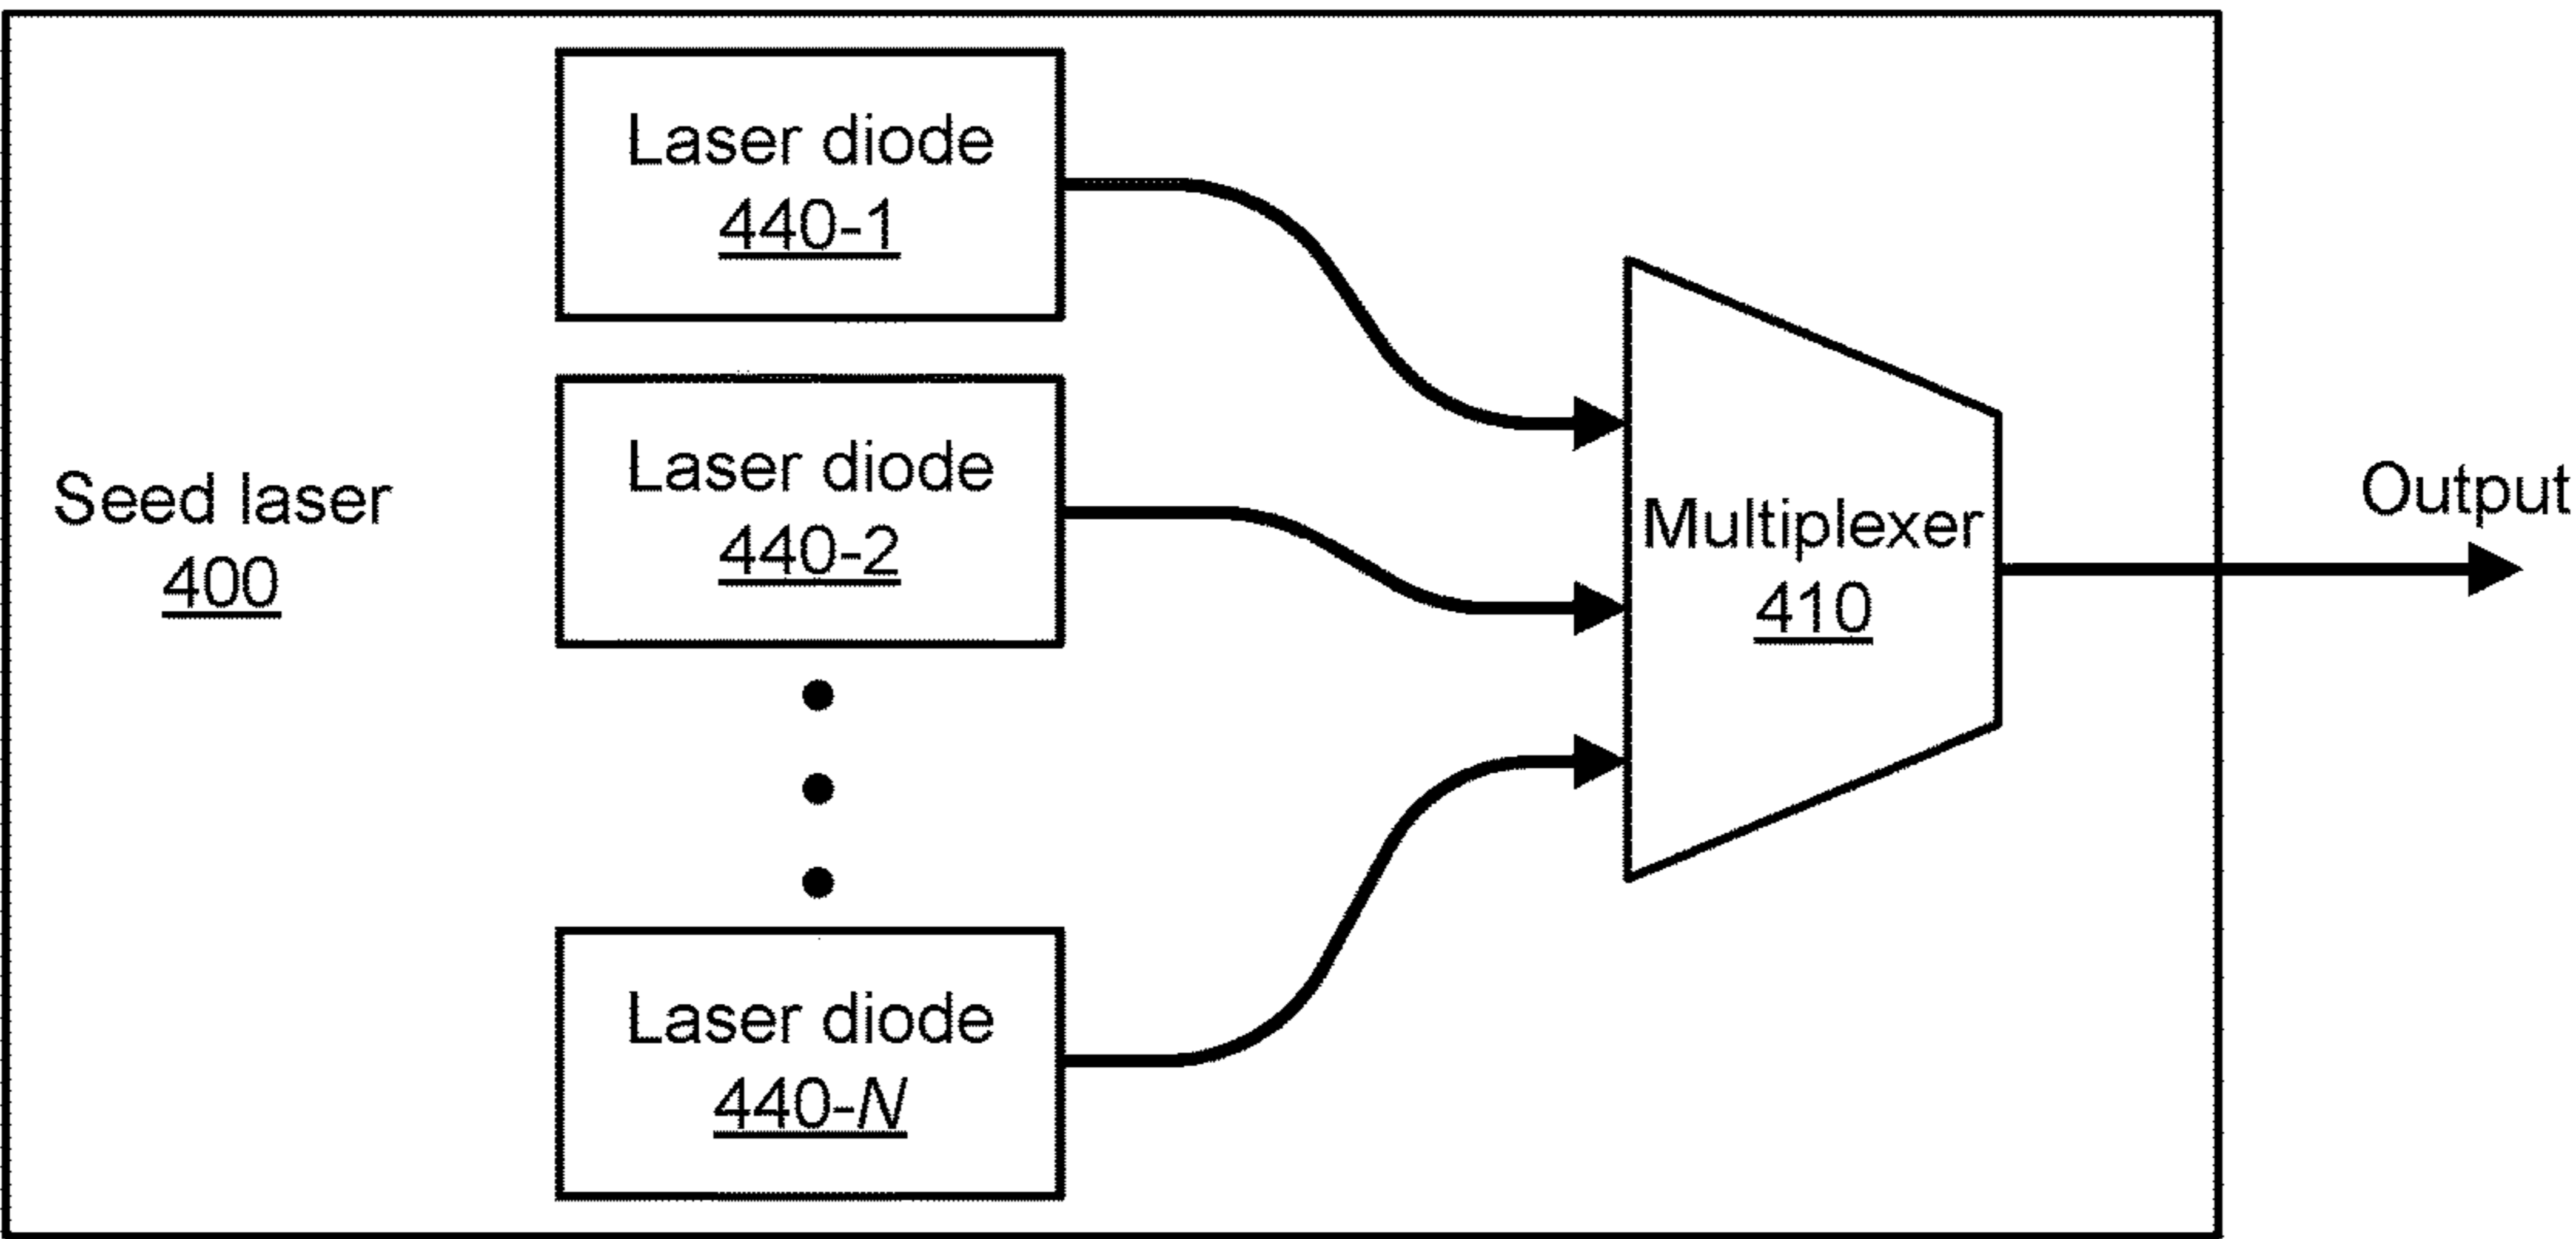 Seed laser
400
Laser diode
440-1
Laser diode
440-2
Laser diode
440-N
Multiplexer
410
Output